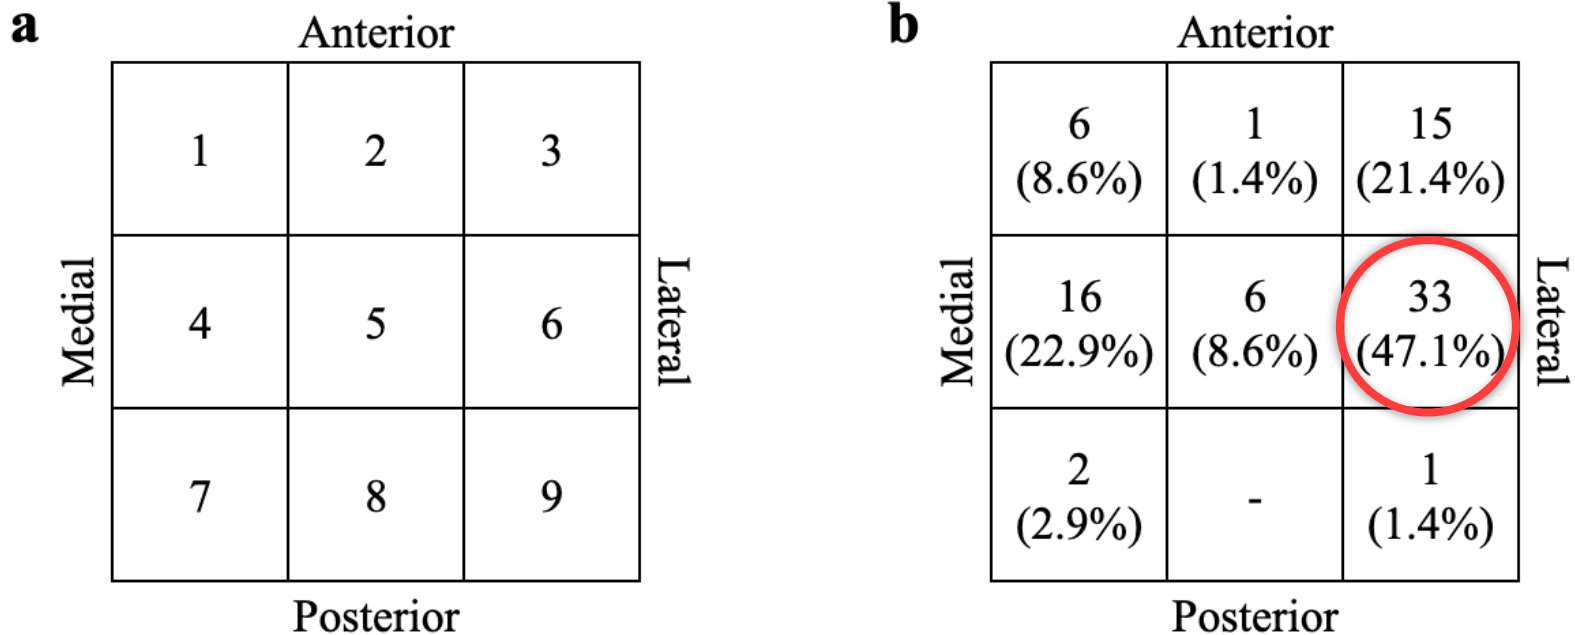 a
Anterior
1 2 3
Medial
4 5 6
Lateral
7 8 9
Posterior
b
Anterior
6 1 15
(8.6%) (1.4%) (21.4%)
Medial
16 6 33
(22.9%) (8.6%) (47.1%)
Lateral
2 - 1
(2.9%) (1.4%)
Posterior